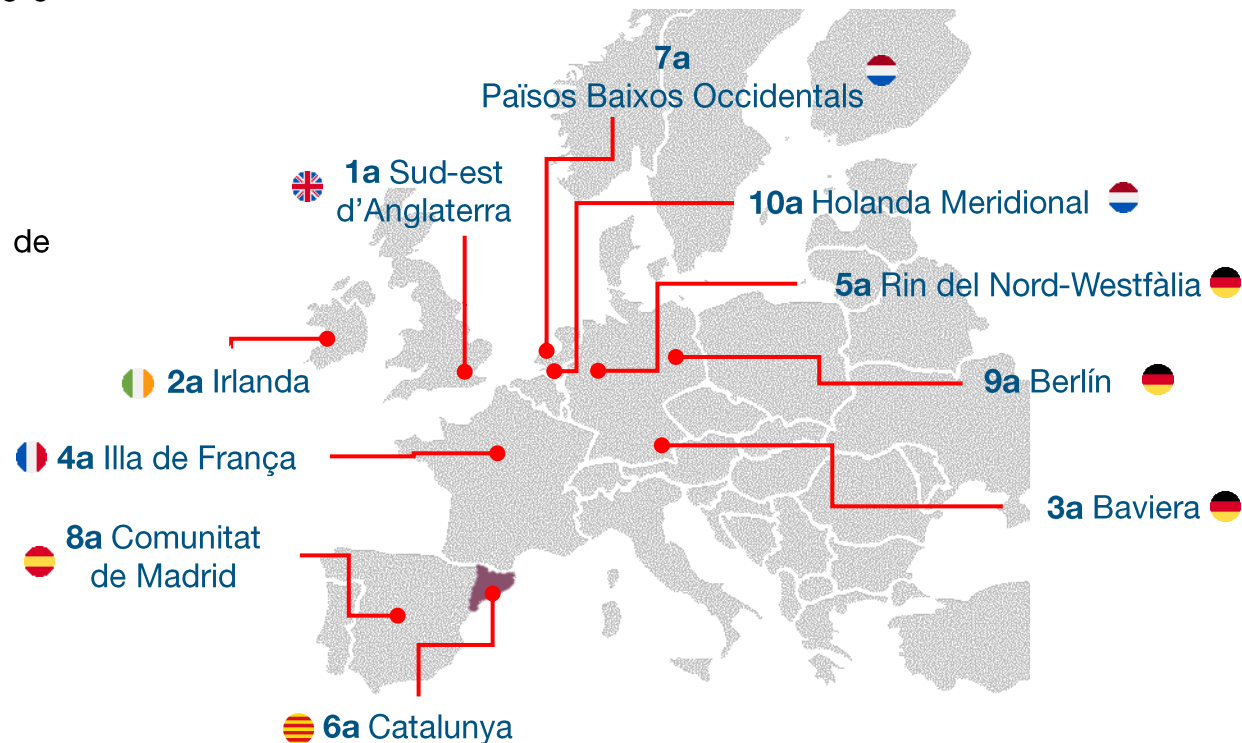 7a
Països Baixos Occidentals
1a Sud-est
d’Anglaterra
10a Holanda Meridional
de
5a Rin del Nord-Westfàlia
2a Irlanda
9a Berlín
4a Illa de França
3a Baviera
8a Comunitat
de Madrid
6a Catalunya